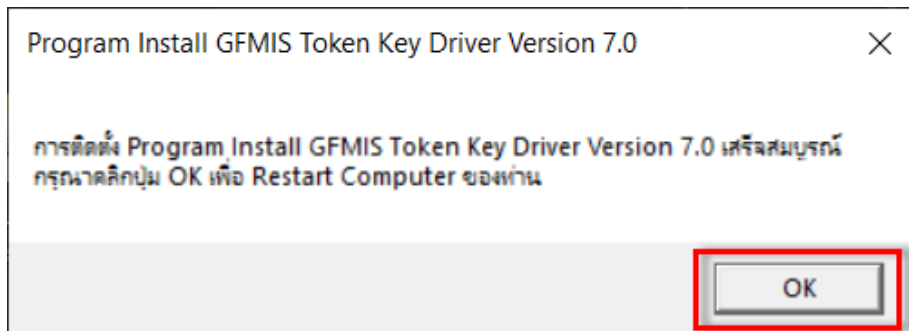 Program Install GFMIS Token Key Driver Version 7.0
การติดตั้ง Program Install GFMIS Token Key Driver Version 7.0 เสร็จสมบูรณ์
กรุณาคลิกปุ่ม OK เพื่อ Restart Computer ของท่าน
OK